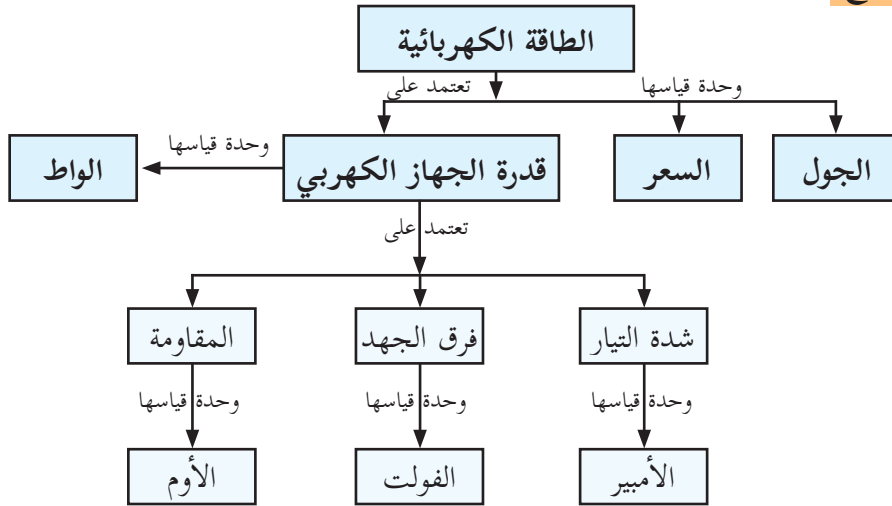 الطاقة الكهربائية
وحدة قياسها
تعتمد على
الجول
السعر
قدرة الجهاز الكهربي
وحدة قياسها
الواط
تعتمد على
شدة التيار
فرق الجهد
المقاومة
وحدة قياسها
وحدة قياسها
وحدة قياسها
الأمبير
الفولت
الأوم